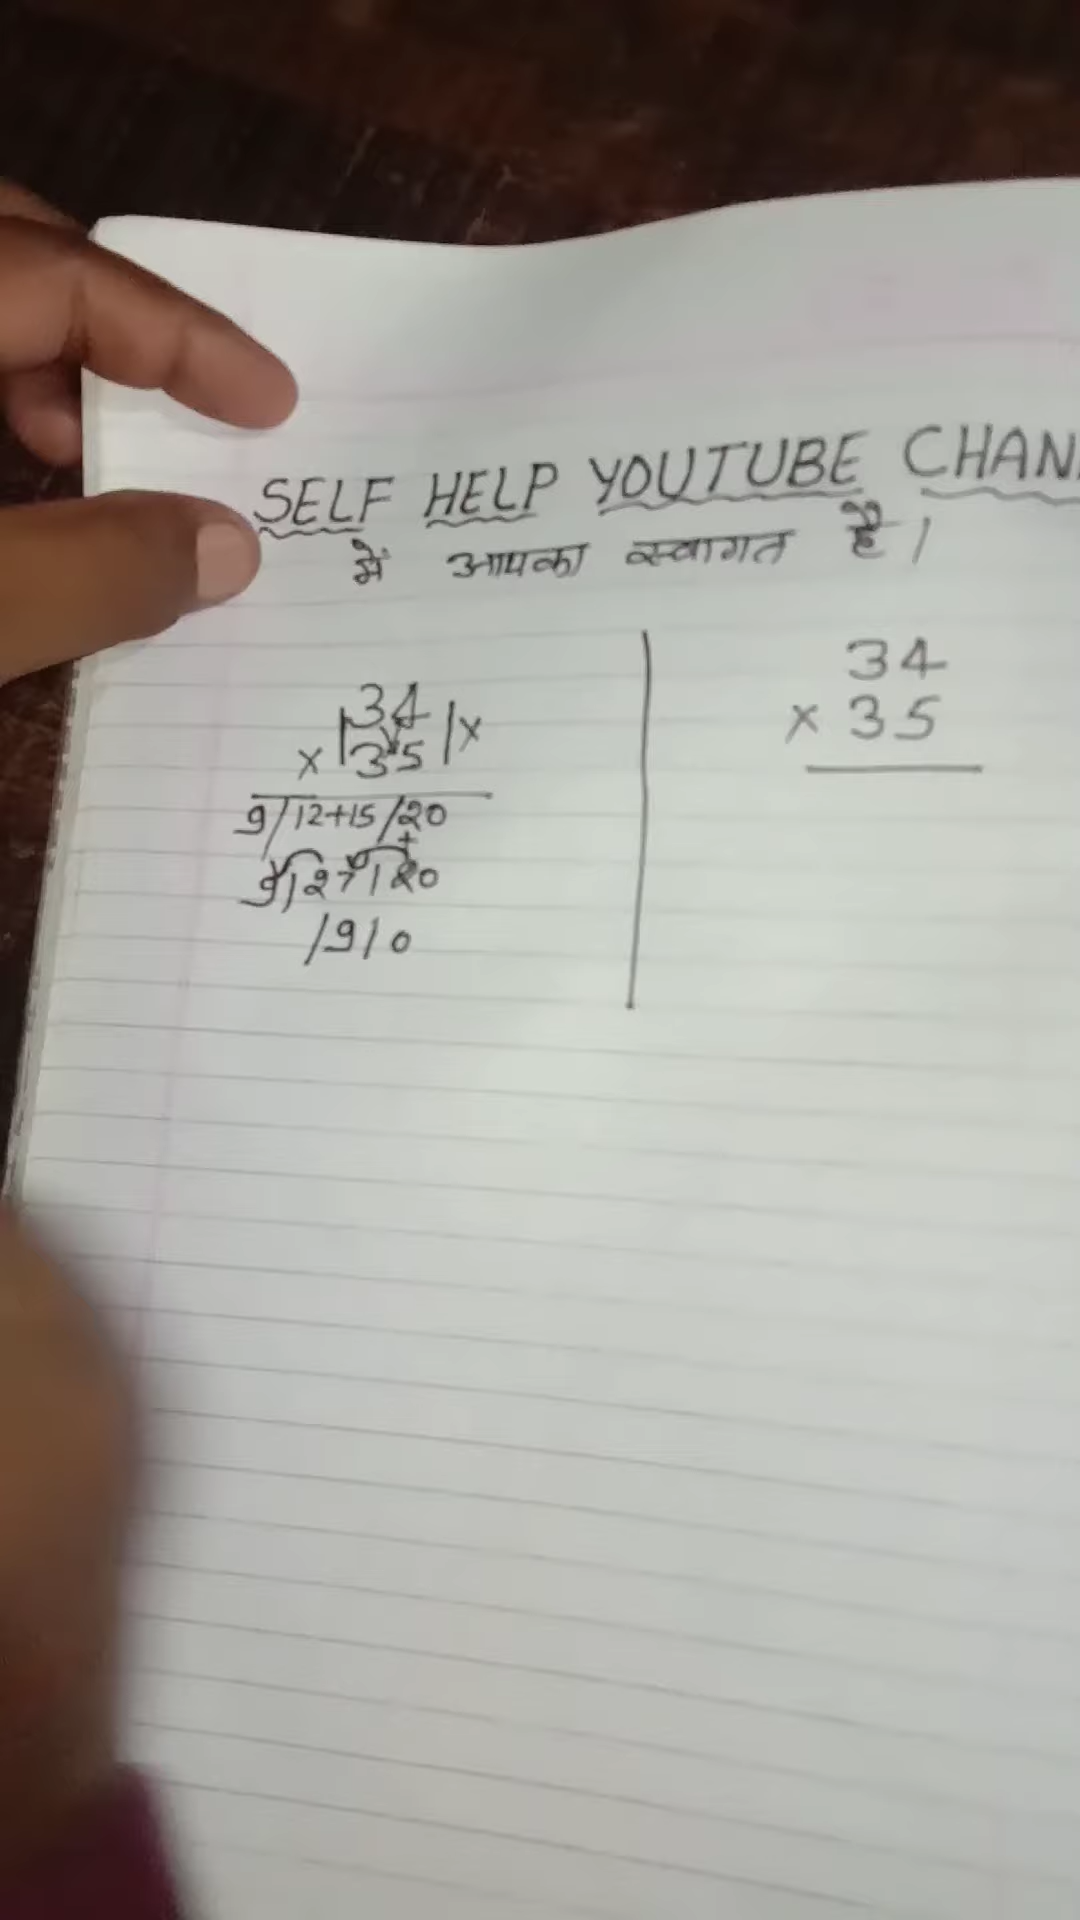 SELF HELP YOUTUBE CHAN
में आपका स्वागत है।
34
× |35| ×
9/12+15/20
+
9/27/20
/9/0
34
× 35